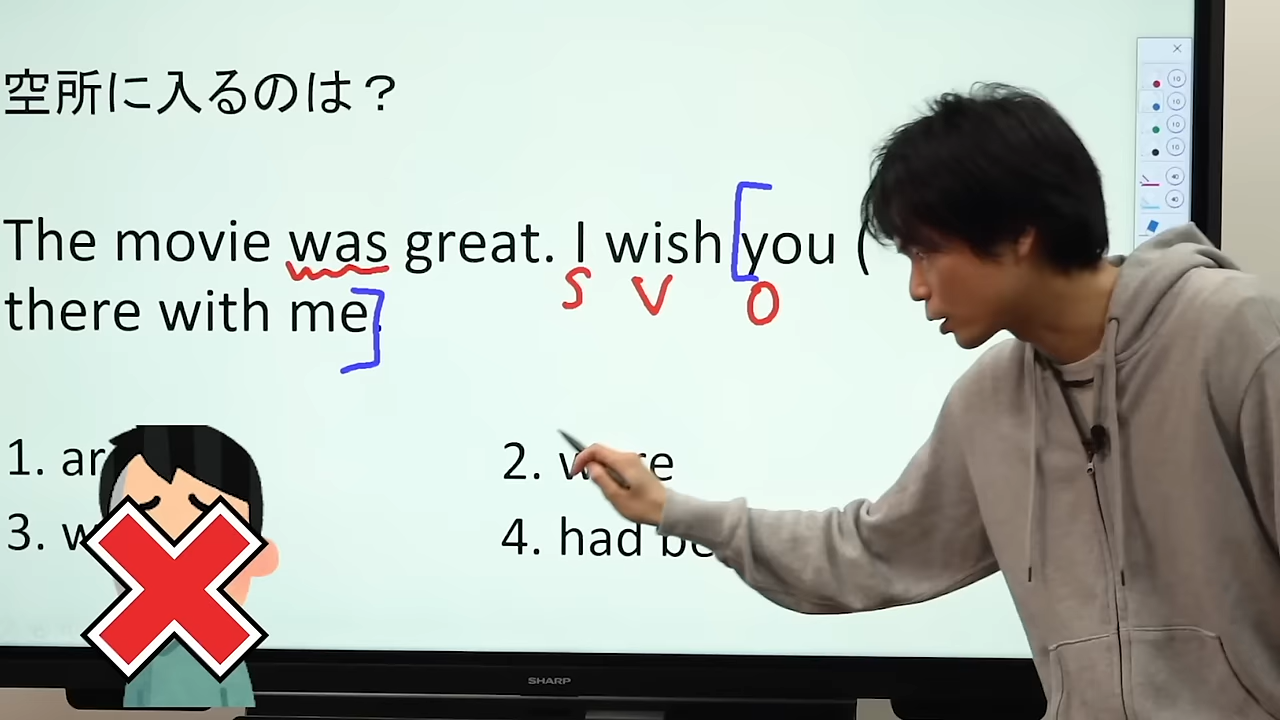 空所に入るのは？
The movie was great. I wish [you (
S V O
there with me].
1.
2.
3.
4. had
SHARP